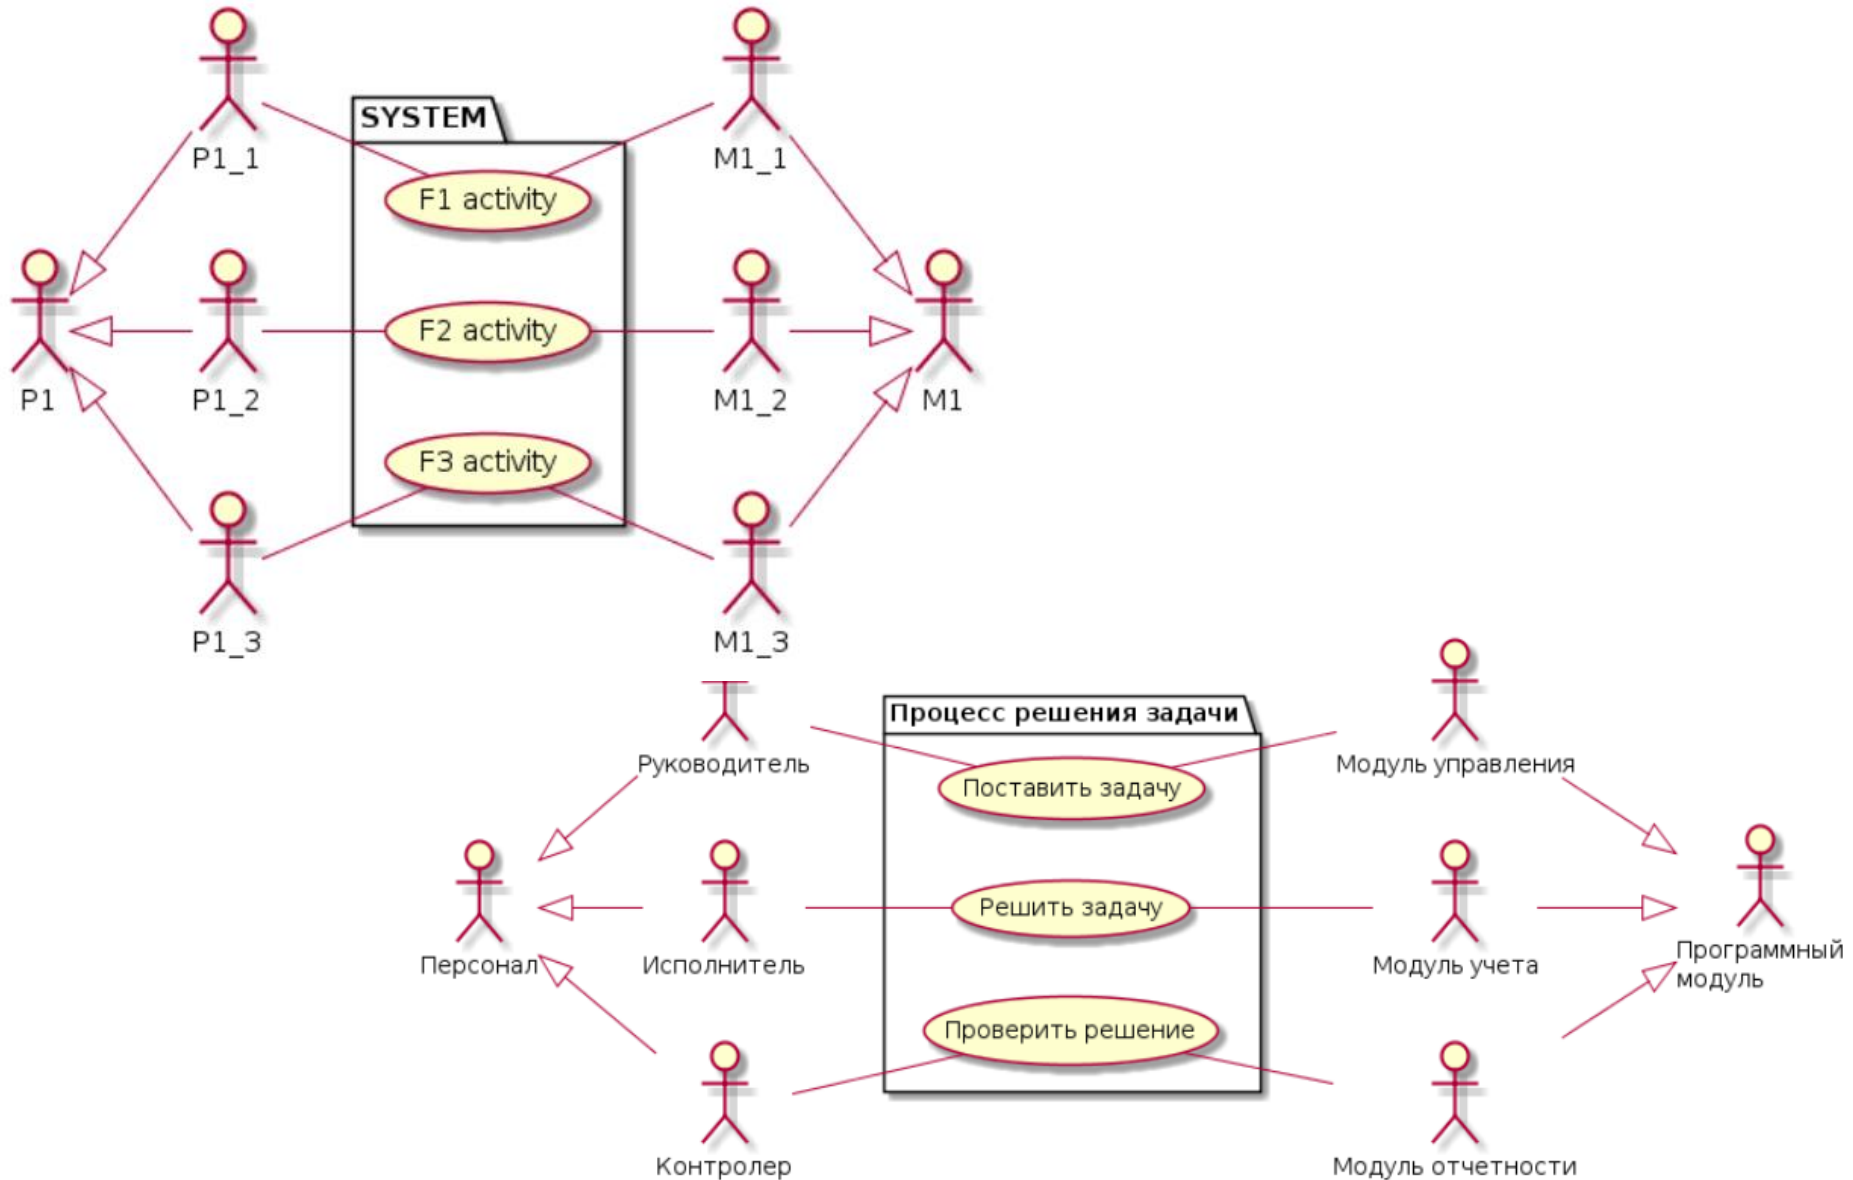 SYSTEM
P1_1
M1_1
F1 activity
F2 activity
P1
P1_2
M1_2
M1
F3 activity
P1_3
M1_3
Процесс решения задачи
Руководитель
Поставить задачу
Модуль управления
Решить задачу
Персонал
Исполнитель
Модуль учета
Программный
модуль
Проверить решение
Контролер
Модуль отчетности